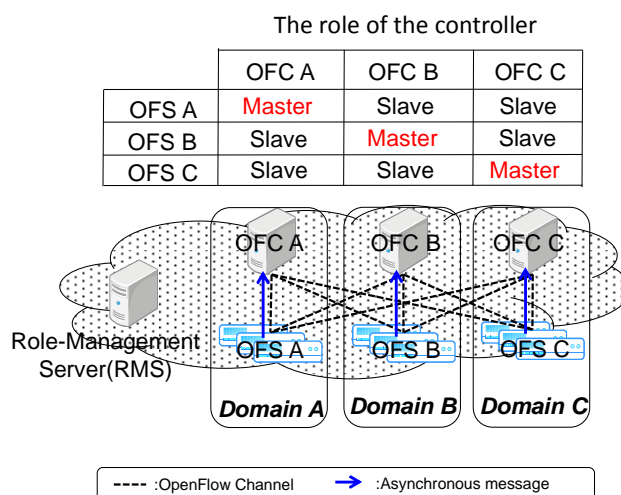 The role of the controller
OFC A OFC B OFC C
OFS A Master Slave Slave
OFS B Slave Master Slave
OFS C Slave Slave Master
OFC A OFC B OFC C
Role-Management
Server(RMS)
OFS A OFS B OFS C
Domain A Domain B Domain C
:OpenFlow Channel :Asynchronous message